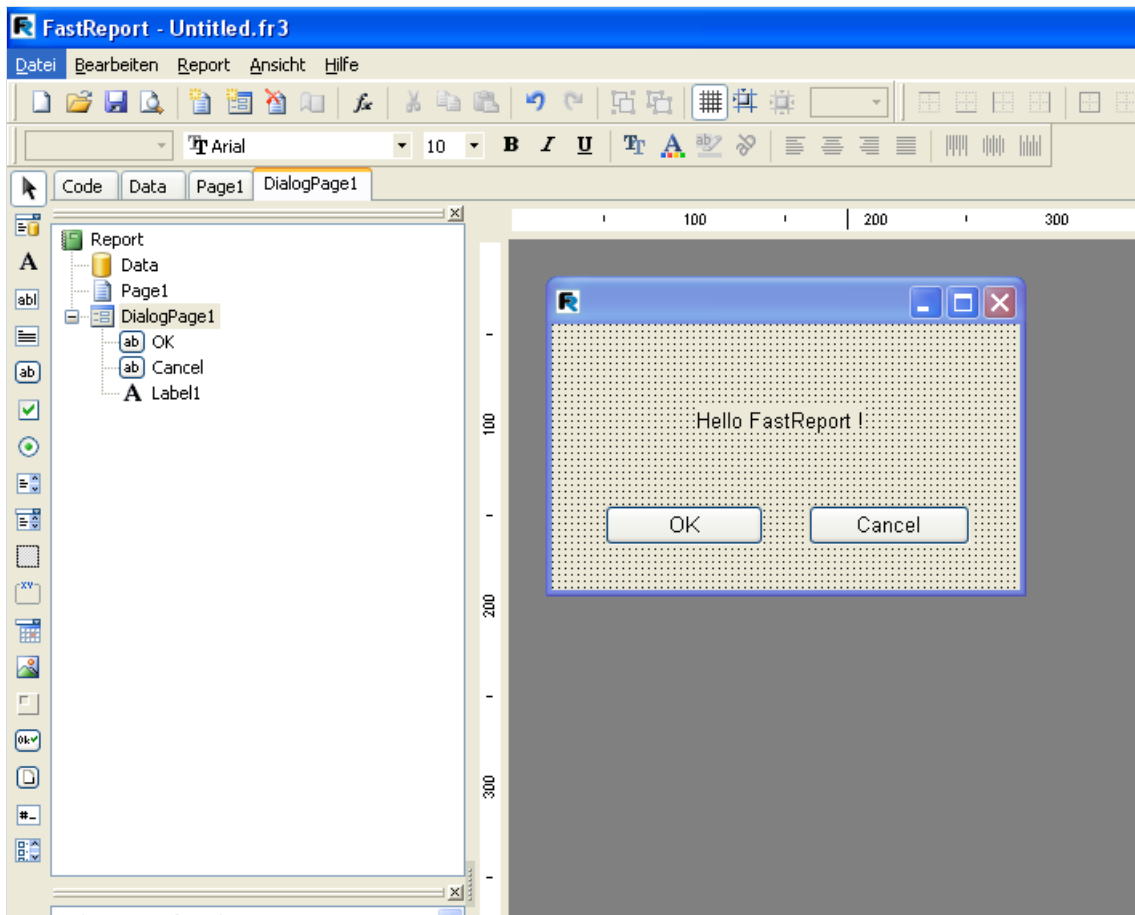 FastReport - Untitled.fr3
Datei Bearbeiten Report Ansicht Hilfe
Arial 10 B I U
Code Data Page1 DialogPage1
100 200 300
Report
Data
Page1
DialogPage1
OK
Cancel
Label1
100
200
300
Hello FastReport !
OK Cancel